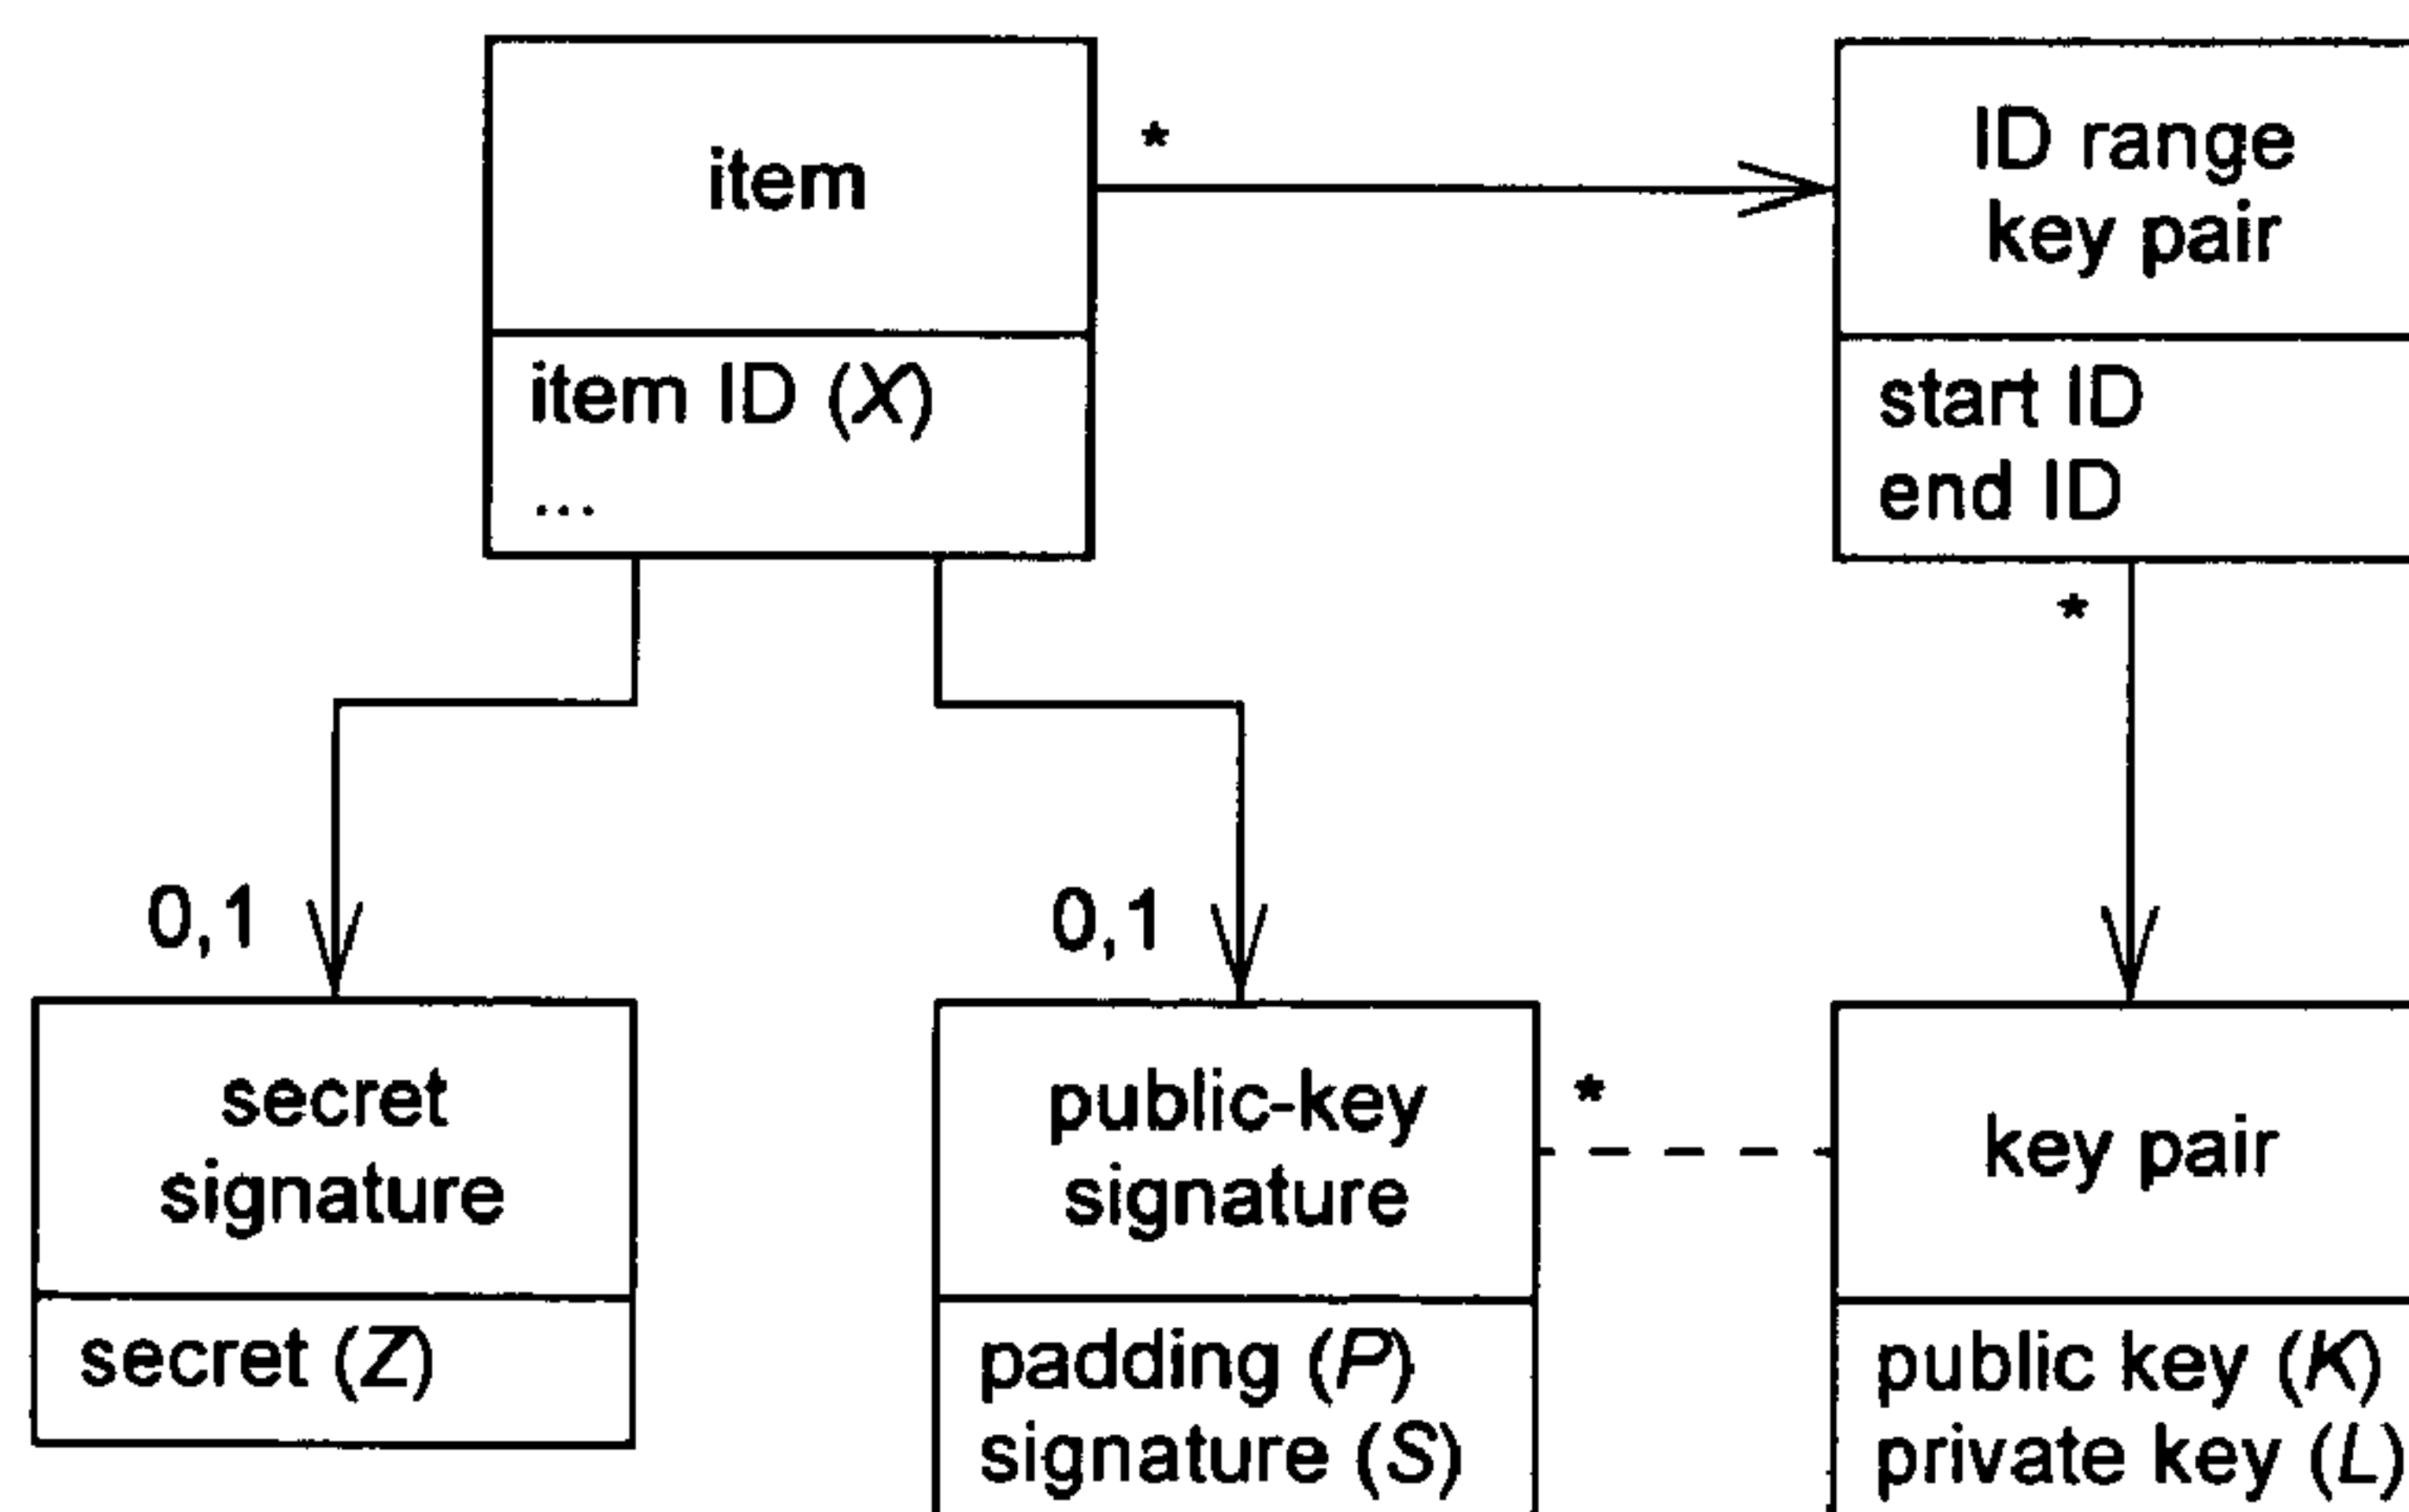 item
*
ID range
key pair
item ID (X)
...
start ID
end ID
*
0,1
0,1
secret
signature
public-key
signature
*
key pair
secret (Z)
padding (P)
signature (S)
public key (K)
private key (L)